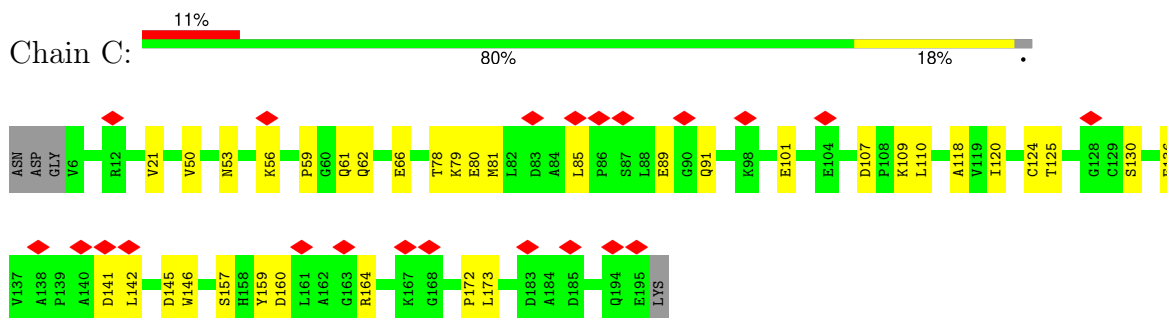 11%
Chain C:
80% 18% •
ASN ASP GLY V6 R12 V21 V50 N53 K56 P59 G60 Q61 Q62 E66 T78 K79 E80 M81 L82 D83 A84 L85 P86 S87 L88 E89 G90 Q91 K98 E101 E104 D107 P108 K109 L110 A118 V119 I120 C124 T125 G128 C129 S130
V137 A138 P139 A140 D141 L142 D145 W146 S157 H158 Y159 D160 L161 A162 G163 R164 K167 G168 P172 L173 D183 A184 D185 Q194 E195 LYS